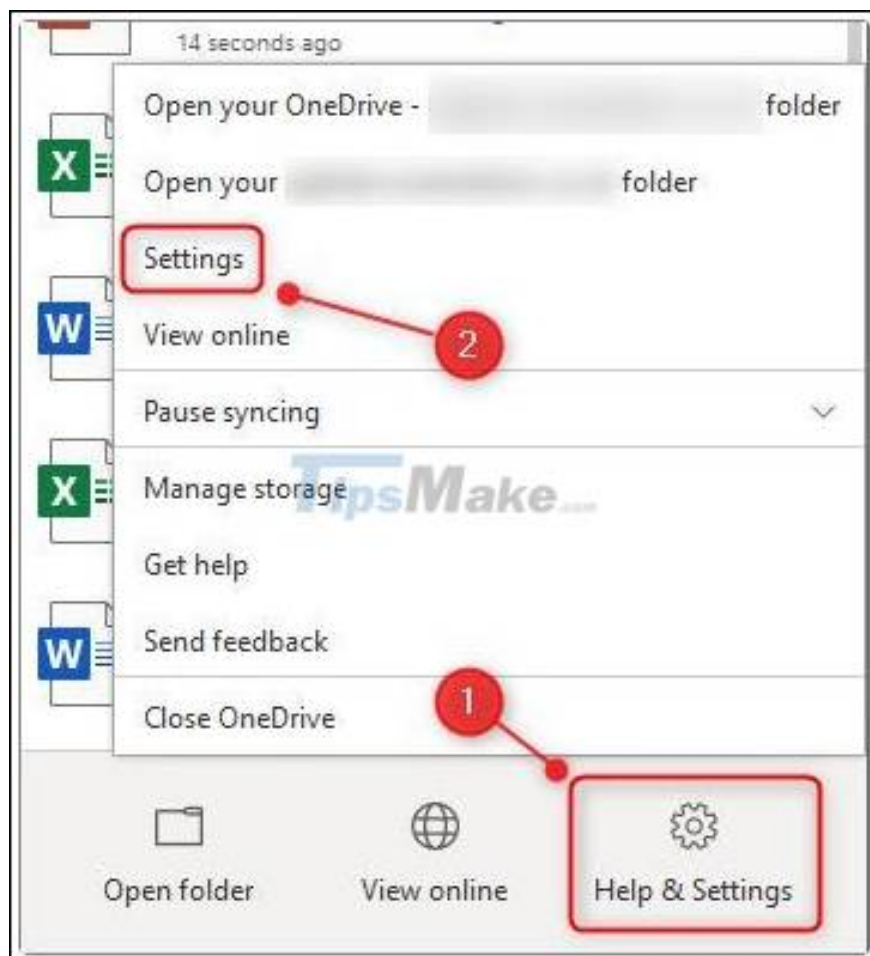 14 seconds ago
Open your OneDrive - folder
X
Open your folder
Settings
W
View online
2
Pause syncing
X
Manage storage
TipsMake.com
Get help
Send feedback
W
1
Close OneDrive
Open folder
View online
Help & Settings